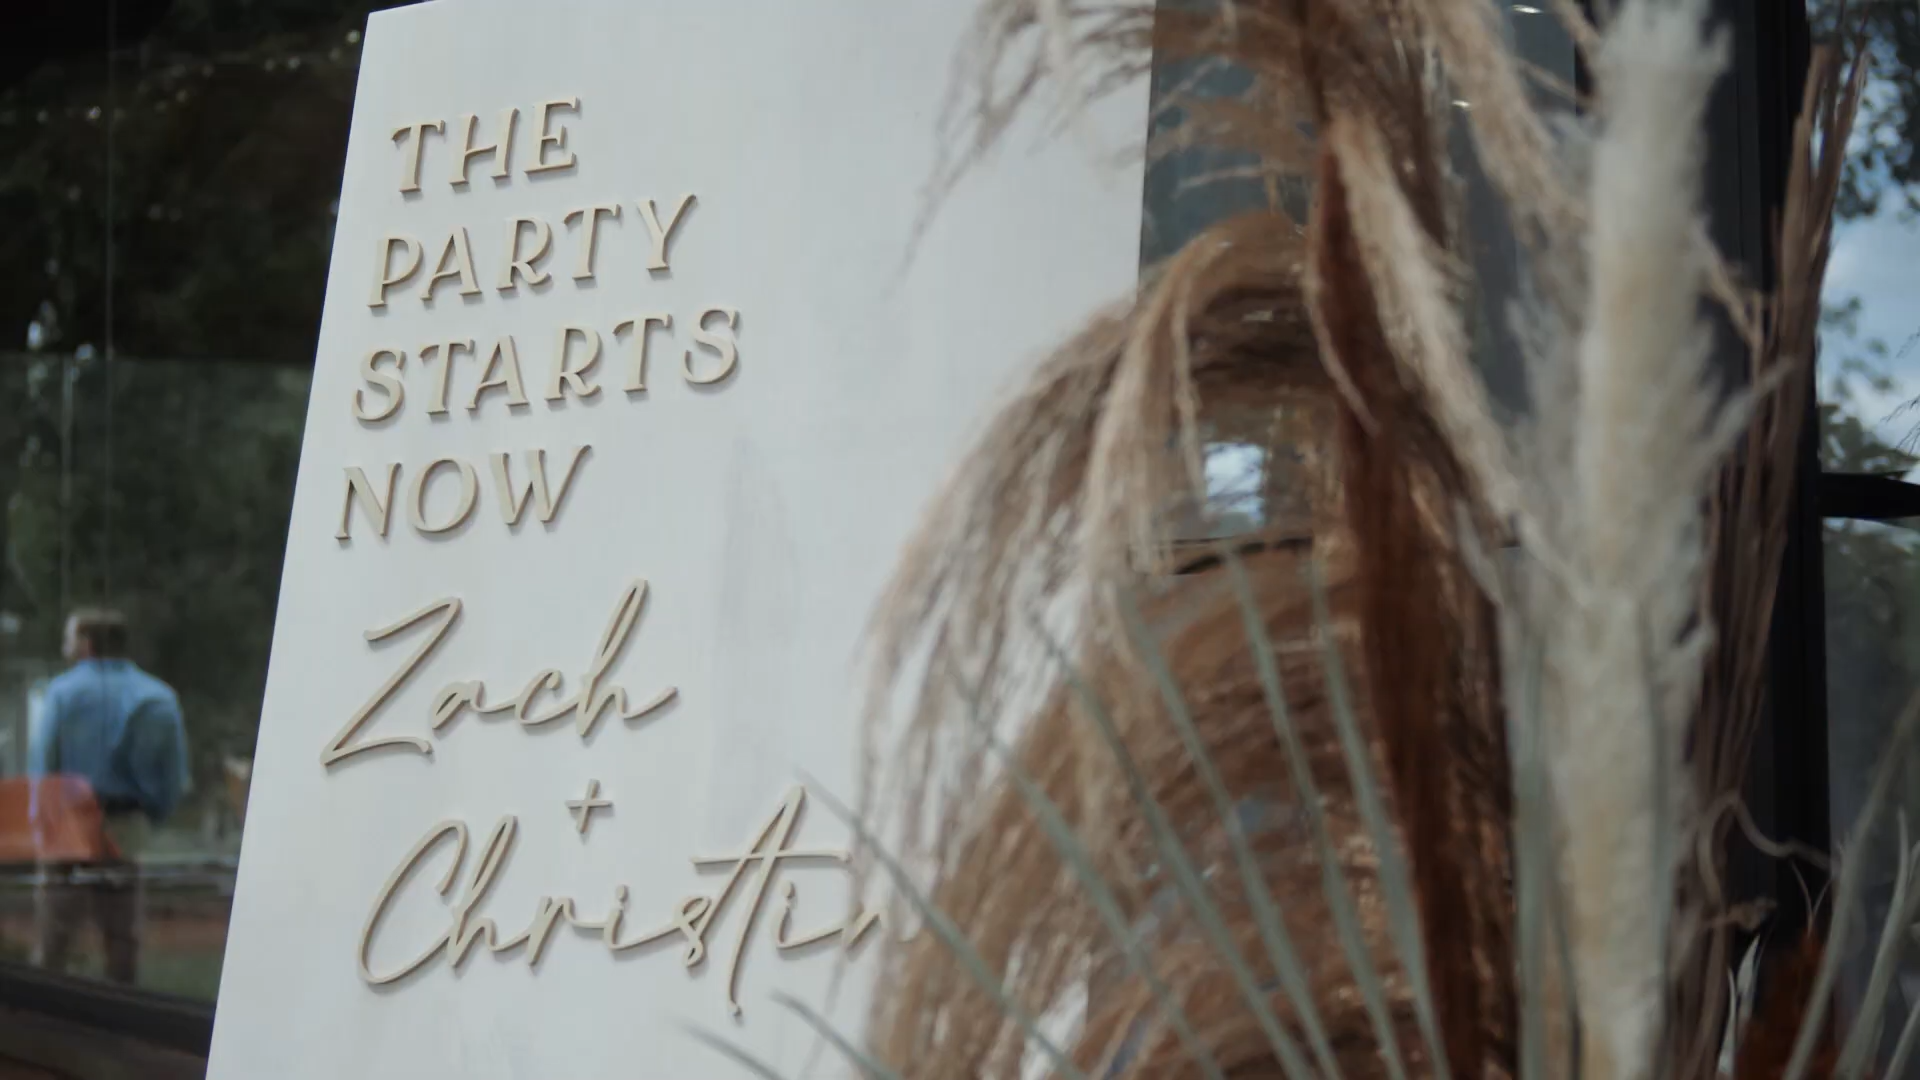 THE
PARTY
STARTS
NOW
Zach
+